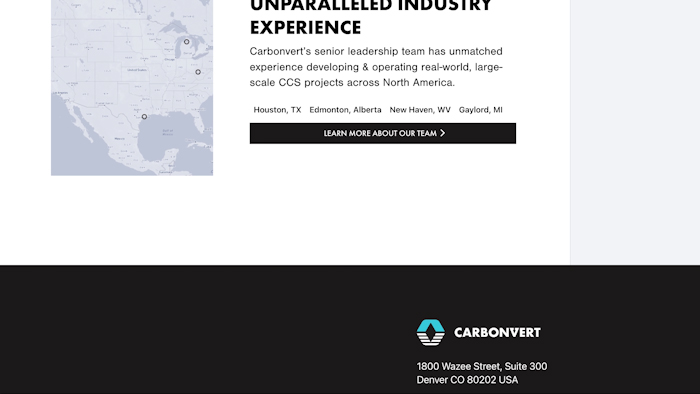 UNPARALLELED INDUSTRY
EXPERIENCE
Carbonvert's senior leadership team has unmatched
experience developing & operating real-world, large-
scale CCS projects across North America.
Houston, TX Edmonton, Alberta New Haven, WV Gaylord, MI
LEARN MORE ABOUT OUR TEAM
CARBONVERT
1800 Wazee Street, Suite 300
Denver CO 80202 USA